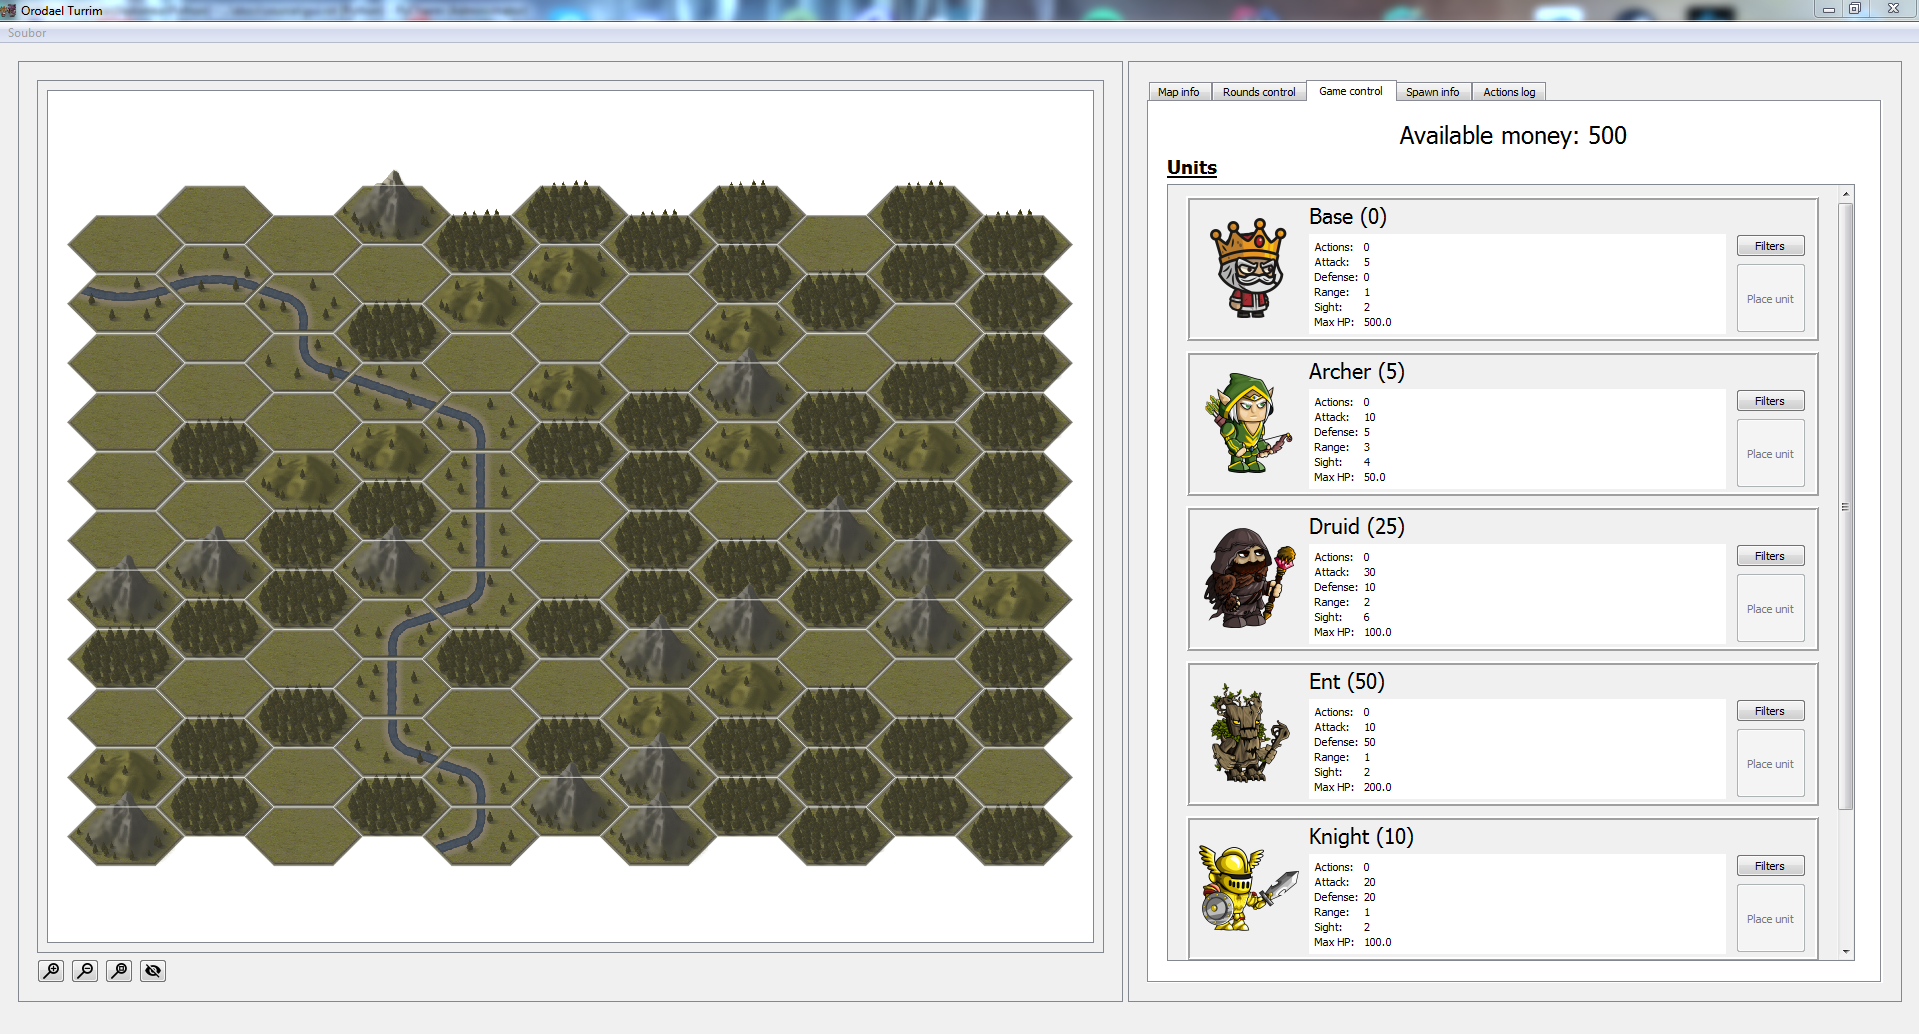 Orodael Turrim
Soubor
Map info
Rounds control
Game control
Spawn info
Actions log
Available money: 500
Units
Base (0)
Actions: 0
Attack: 5
Defense: 0
Range: 1
Sight: 2
Max HP: 500.0
Filters
Place unit
Archer (5)
Actions: 0
Attack: 10
Defense: 5
Range: 3
Sight: 4
Max HP: 50.0
Filters
Place unit
Druid (25)
Actions: 0
Attack: 30
Defense: 10
Range: 2
Sight: 6
Max HP: 100.0
Filters
Place unit
Ent (50)
Actions: 0
Attack: 10
Defense: 50
Range: 1
Sight: 2
Max HP: 200.0
Filters
Place unit
Knight (10)
Actions: 0
Attack: 20
Defense: 20
Range: 1
Sight: 2
Max HP: 100.0
Filters
Place unit